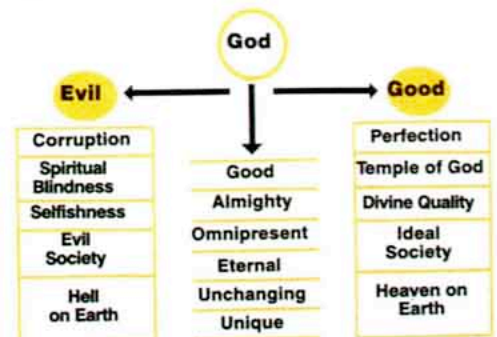 God
Evil
Good
Corruption
Spiritual
Blindness
Selfishness
Evil
Society
Hell
on Earth
Good
Almighty
Omnipresent
Eternal
Unchanging
Unique
Perfection
Temple of God
Divine Quality
Ideal
Society
Heaven on
Earth